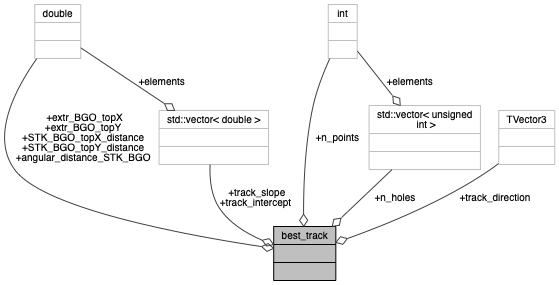 double
int
+elements
+elements
std::vector< double >
std::vector< unsigned
int >
TVector3
+extr_BGO_topX
+extr_BGO_topY
+STK_BGO_topX_distance
+STK_BGO_topY_distance
+angular_distance_STK_BGO
+n_points
+track_slope
+track_intercept
+n_holes
+track_direction
best_track